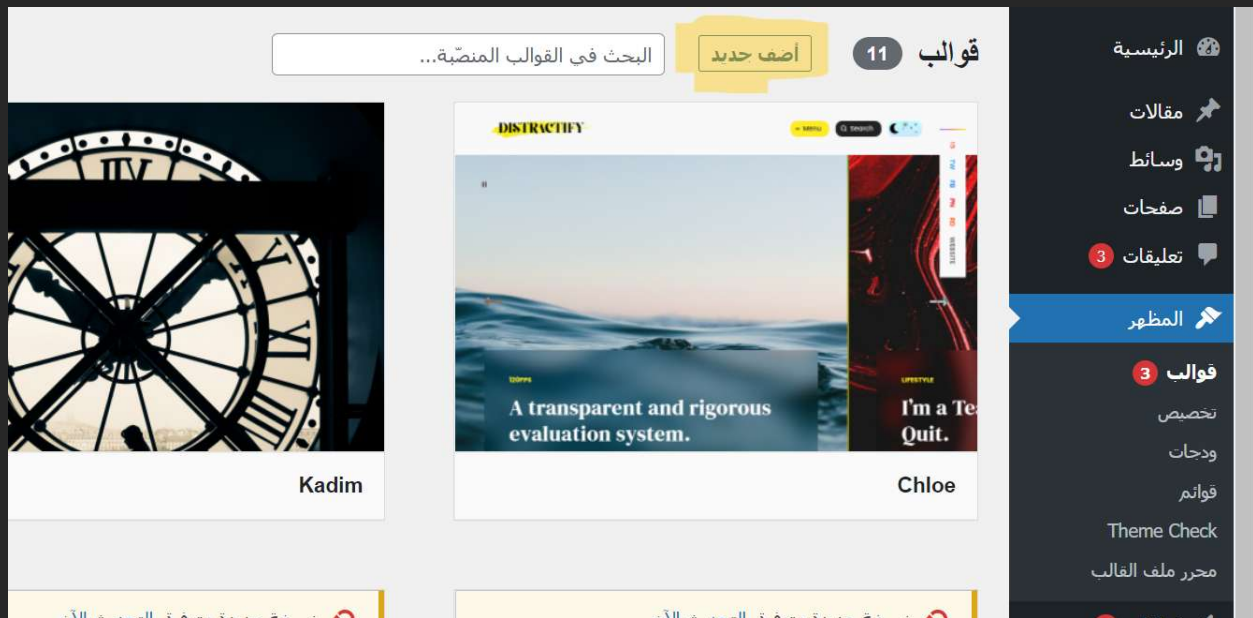 الرئيسية
مقالات
وسائط
صفحات
تعليقات 3
المظهر
قوالب 3
تخصيص
ودجات
قوائم
Theme Check
محرر ملف القالب
قوالب 11 أضف جديد البحث في القوالب المنصّبة...
DISTRACTIFY Menu Search
A transparent and rigorous
evaluation system.
LIFESTYLE
I'm a Tea
Quit.
WEBSITE
Chloe
Kadim